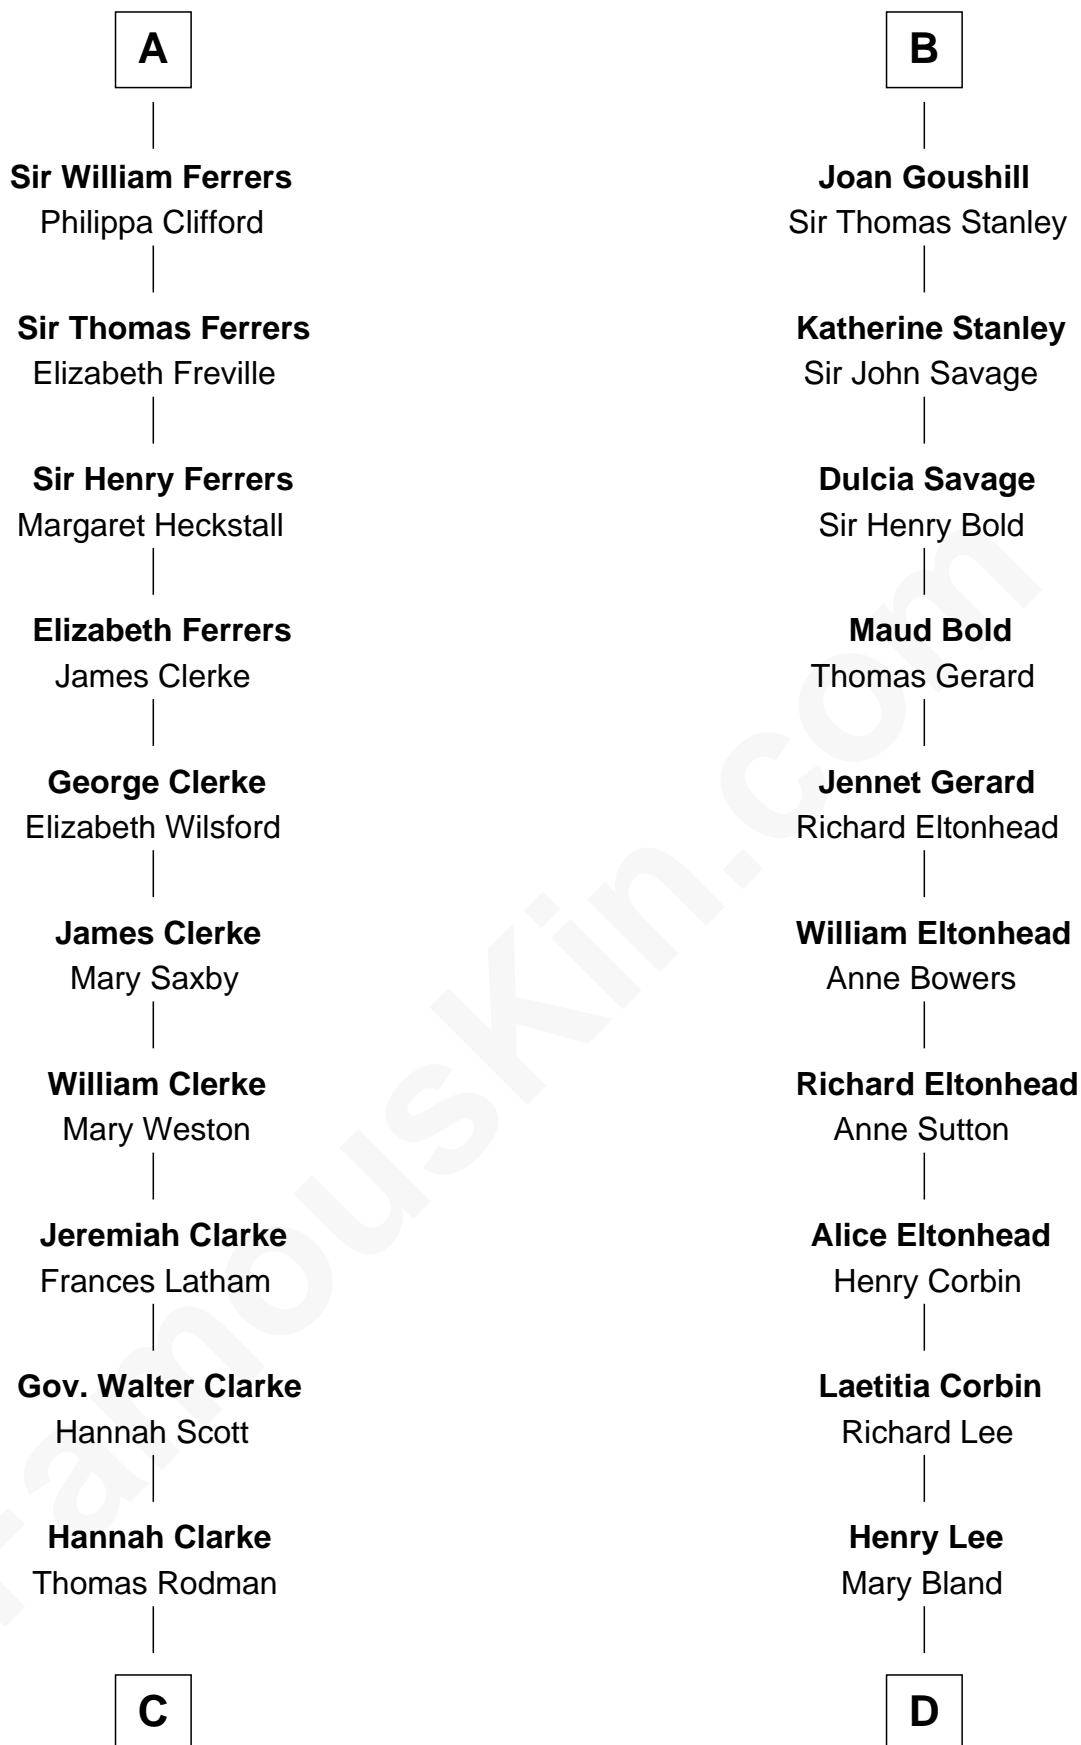 A
Sir William Ferrers
Philippa Clifford
Sir Thomas Ferrers
Elizabeth Freville
Sir Henry Ferrers
Margaret Heckstall
Elizabeth Ferrers
James Clerke
George Clerke
Elizabeth Wilsford
James Clerke
Mary Saxby
William Clerke
Mary Weston
Jeremiah Clarke
Frances Latham
Gov. Walter Clarke
Hannah Scott
Hannah Clarke
Thomas Rodman
C
B
Joan Goushill
Sir Thomas Stanley
Katherine Stanley
Sir John Savage
Dulcia Savage
Sir Henry Bold
Maud Bold
Thomas Gerard
Jennet Gerard
Richard Eltonhead
William Eltonhead
Anne Bowers
Richard Eltonhead
Anne Sutton
Alice Eltonhead
Henry Corbin
Laetitia Corbin
Richard Lee
Henry Lee
Mary Bland
D
FamousKin.com